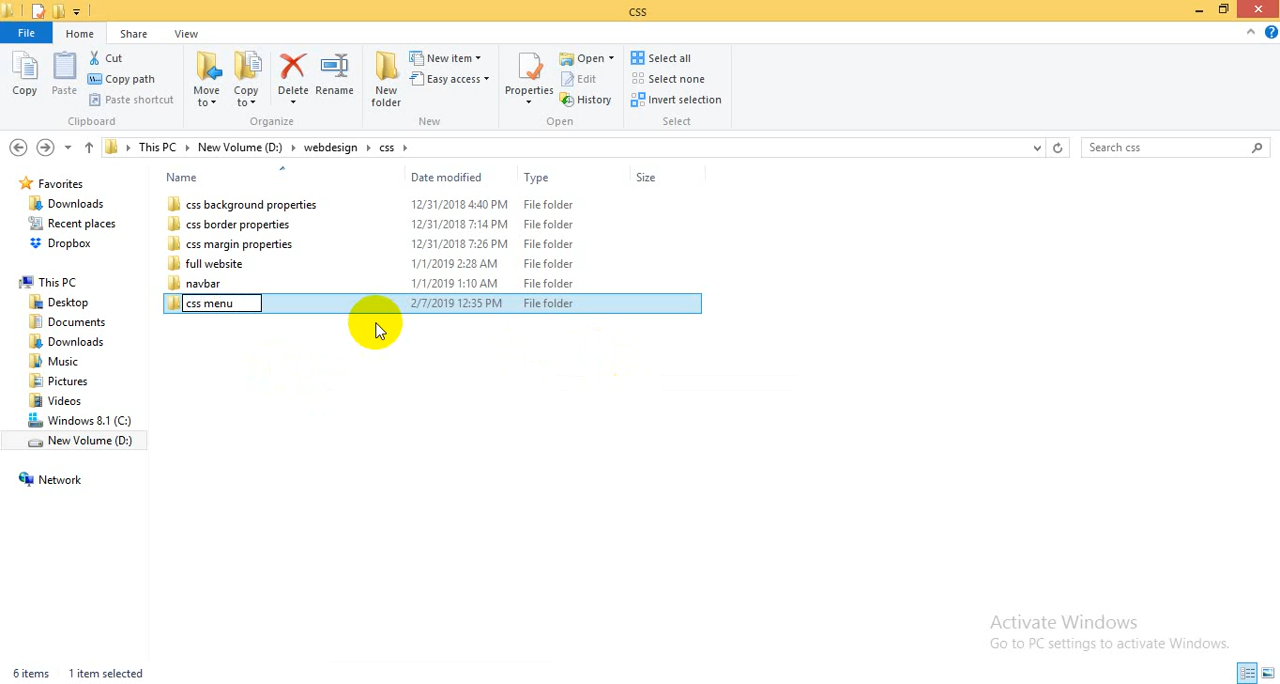 CSS
File Home Share View
Copy Paste Cut Copy path Paste shortcut Clipboard
Move to Copy to Delete Rename Organize
New folder New item Easy access New
Properties Open Edit History Open
Select all Select none Invert selection Select
This PC New Volume (D:) webdesign css Search css
Name Date modified Type Size
css background properties 12/31/2018 4:40 PM File folder
css border properties 12/31/2018 7:14 PM File folder
css margin properties 12/31/2018 7:26 PM File folder
full website 1/1/2019 2:28 AM File folder
navbar 1/1/2019 1:10 AM File folder
css menu 2/7/2019 12:35 PM File folder
Favorites
Downloads
Recent places
Dropbox
This PC
Desktop
Documents
Downloads
Music
Pictures
Videos
Windows 8.1 (C:)
New Volume (D:)
Network
Activate Windows
Go to PC settings to activate Windows.
6 items 1 item selected